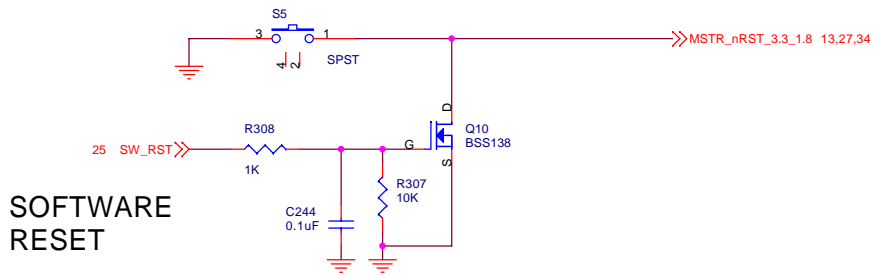 S5
3 1
4 2
SPST
MSTR_nRST_3.3_1.8 13,27,34
D
Q10
BSS138
G
S
R308
25 SW_RST
1K
R307
10K
C244
0.1uF
SOFTWARE
RESET